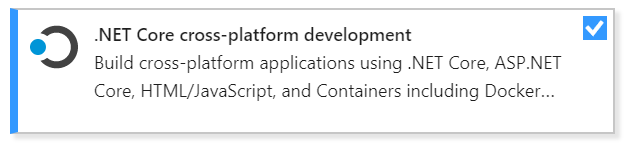 .NET Core cross-platform development
Build cross-platform applications using .NET Core, ASP.NET
Core, HTML/JavaScript, and Containers including Docker...